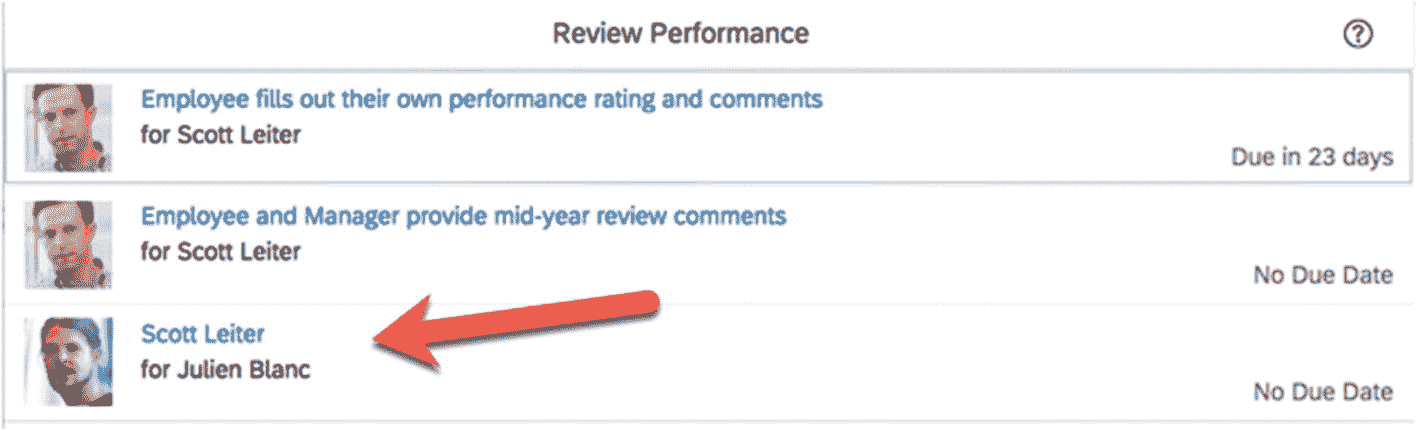 Review Performance
Employee fills out their own performance rating and comments
for Scott Leiter
Due in 23 days
Employee and Manager provide mid-year review comments
for Scott Leiter
No Due Date
Scott Leiter
for Julien Blanc
No Due Date